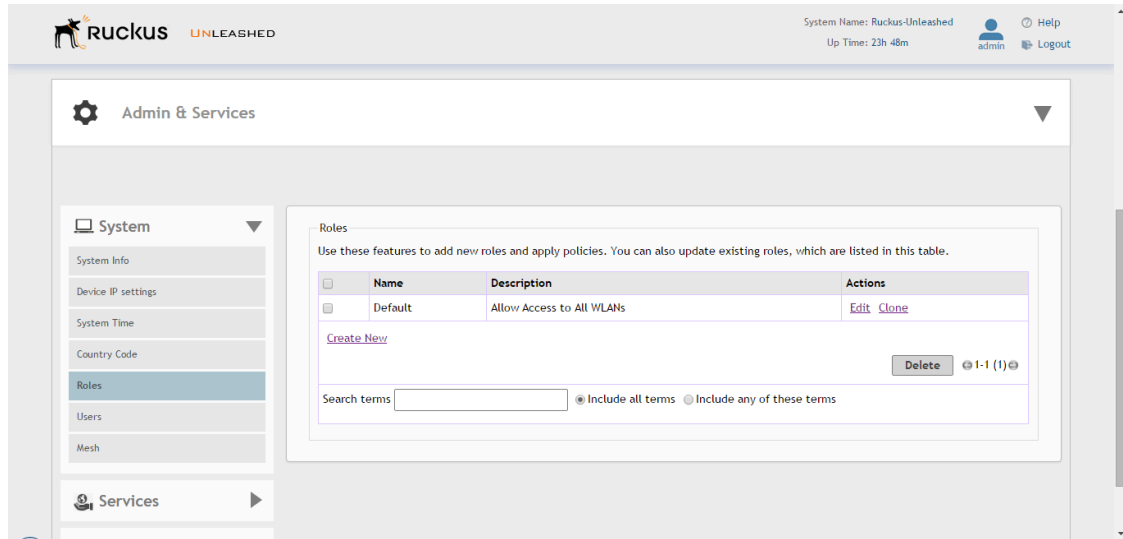 Ruckus UNLEASHED
System Name: Ruckus-Unleashed
Up Time: 23h 48m
admin
Help
Logout
Admin & Services
System
System Info
Device IP settings
System Time
Country Code
Roles
Users
Mesh
Services
Roles
Use these features to add new roles and apply policies. You can also update existing roles, which are listed in this table.
Name Description Actions
Default Allow Access to All WLANs Edit Clone
Create New
Delete 1-1 (1)
Search terms Include all terms Include any of these terms